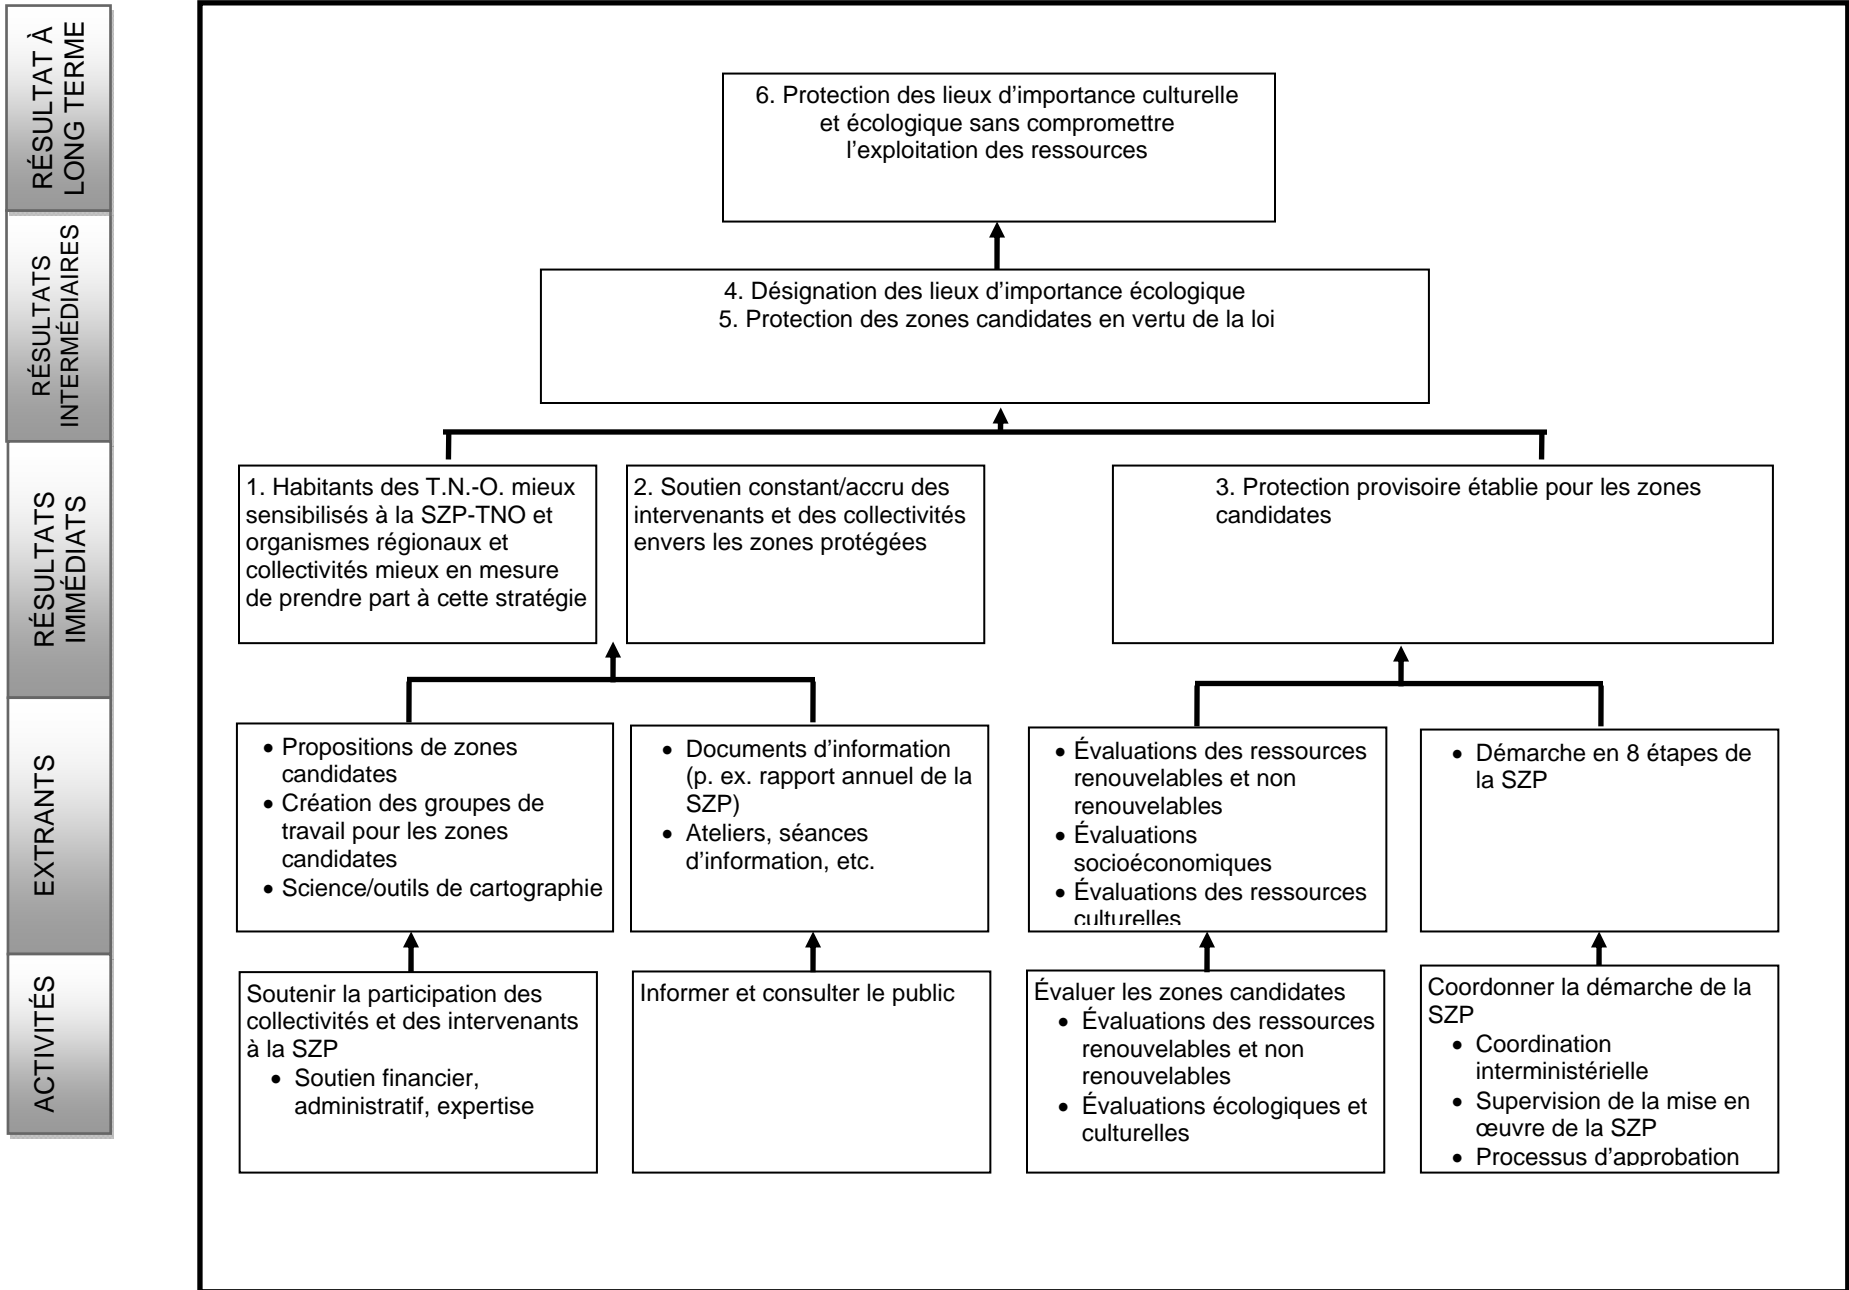 RÉSULTAT À
LONG TERME
6. Protection des lieux d’importance culturelle
et écologique sans compromettre
l’exploitation des ressources
RÉSULTATS
INTERMÉDIAIRES
4. Désignation des lieux d’importance écologique
5. Protection des zones candidates en vertu de la loi
RÉSULTATS
IMMÉDIATS
1. Habitants des T.N.-O. mieux
sensibilisés à la SZP-TNO et
organismes régionaux et
collectivités mieux en mesure
de prendre part à cette stratégie
2. Soutien constant/accru des
intervenants et des collectivités
envers les zones protégées
3. Protection provisoire établie pour les zones
candidates
EXTRANTS
• Propositions de zones
candidates
• Création des groupes de
travail pour les zones
candidates
• Science/outils de cartographie
• Documents d’information
(p. ex. rapport annuel de la
SZP)
• Ateliers, séances
d’information, etc.
• Évaluations des ressources
renouvelables et non
renouvelables
• Évaluations
socioéconomiques
• Évaluations des ressources
culturelles
• Démarche en 8 étapes de
la SZP
ACTIVITÉS
Soutenir la participation des
collectivités et des intervenants
à la SZP
• Soutien financier,
administratif, expertise
Informer et consulter le public
Évaluer les zones candidates
• Évaluations des ressources
renouvelables et non
renouvelables
• Évaluations écologiques et
culturelles
Coordonner la démarche de la
SZP
• Coordination
interministérielle
• Supervision de la mise en
œuvre de la SZP
• Processus d’approbation